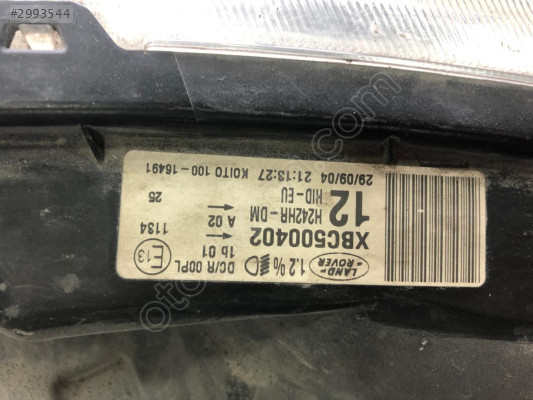 #2993544
LAND-
ROVER
1.2%
DC/R 00PL
E13
XBC500402
1b 01
12
H242HR-DM
A 02
1134
HID-EU
25
29/09/04 21:13:27 KOITO 100-16491